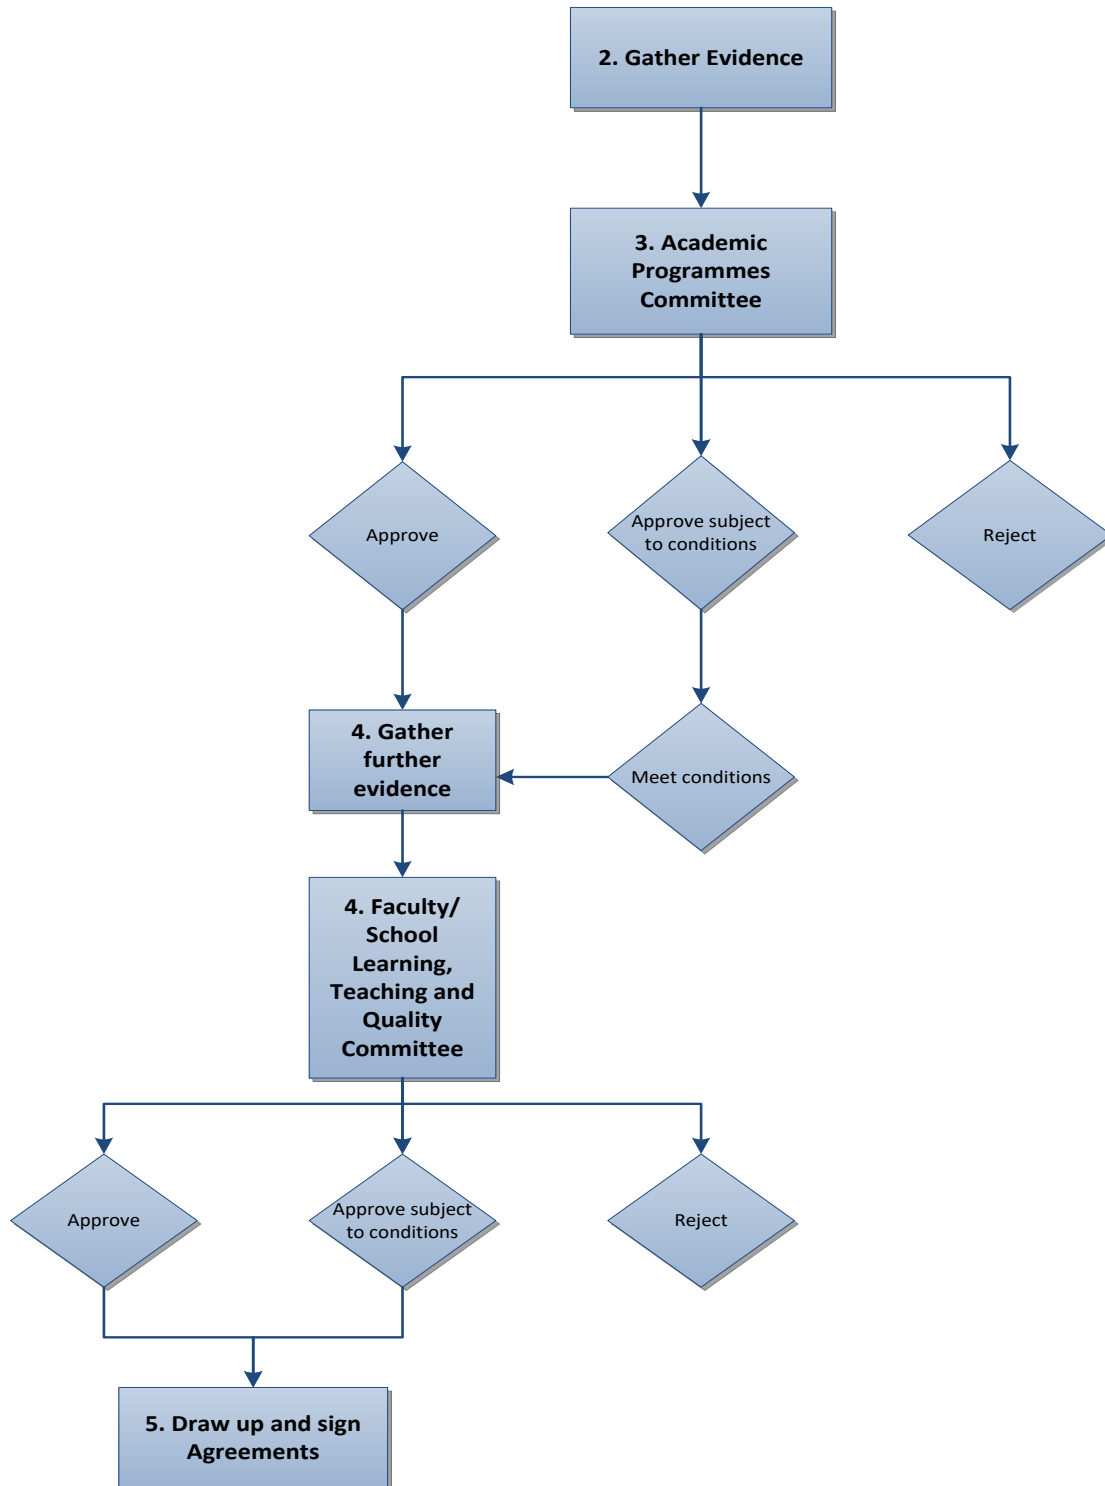 2. Gather Evidence
3. Academic
Programmes
Committee
Approve
Approve subject
to conditions
Reject
4. Gather
further
evidence
Meet conditions
4. Faculty/
School
Learning,
Teaching and
Quality
Committee
Approve
Approve subject
to conditions
Reject
5. Draw up and sign
Agreements